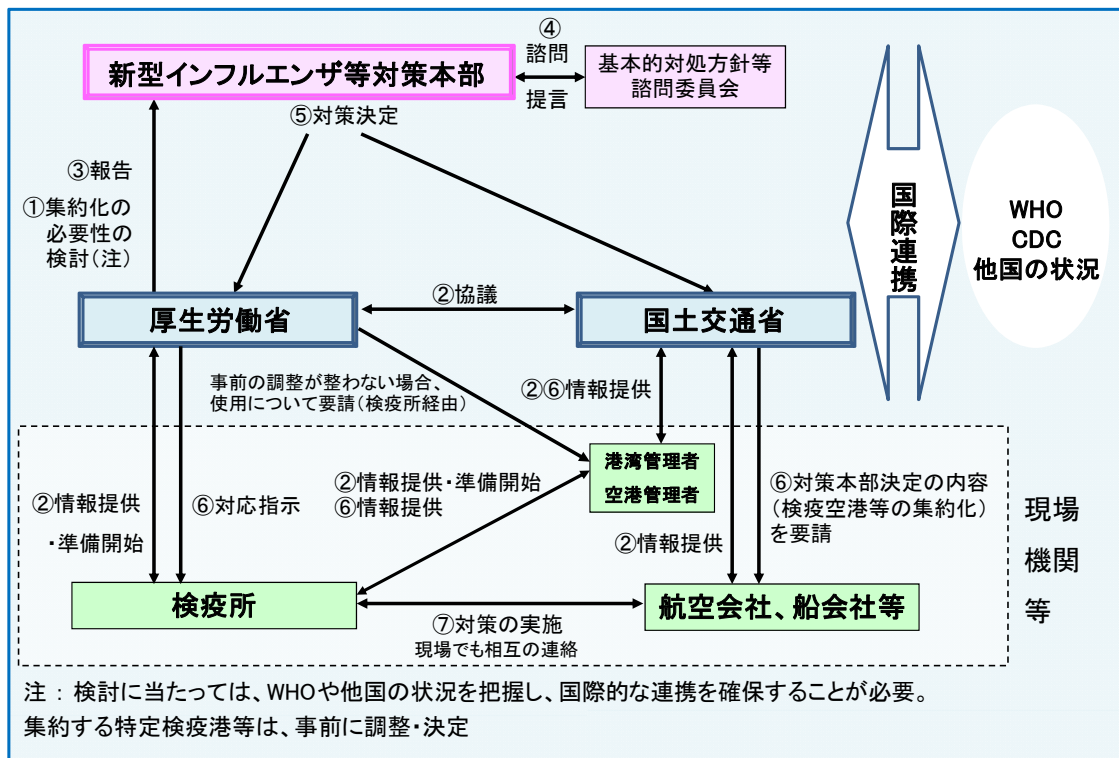 ④
諮問
新型インフルエンザ等対策本部
基本的対処方針等
諮問委員会
提言
⑤対策決定
③報告
①集約化の
必要性の
検討(注)
国際連携
WHO
CDC
他国の状況
厚生労働省
②協議
国土交通省
事前の調整が整わない場合、
使用について要請(検疫所経由)
②⑥情報提供
港湾管理者
空港管理者
②情報提供
・準備開始
⑥対応指示
②情報提供・準備開始
⑥情報提供
②情報提供
⑥対策本部決定の内容
(検疫空港等の集約化)
を要請
現場
機関
等
検疫所
航空会社、船会社等
⑦対策の実施
現場でも相互の連絡
注 : 検討に当たっては、WHOや他国の状況を把握し、国際的な連携を確保することが必要。
集約する特定検疫港等は、事前に調整・決定